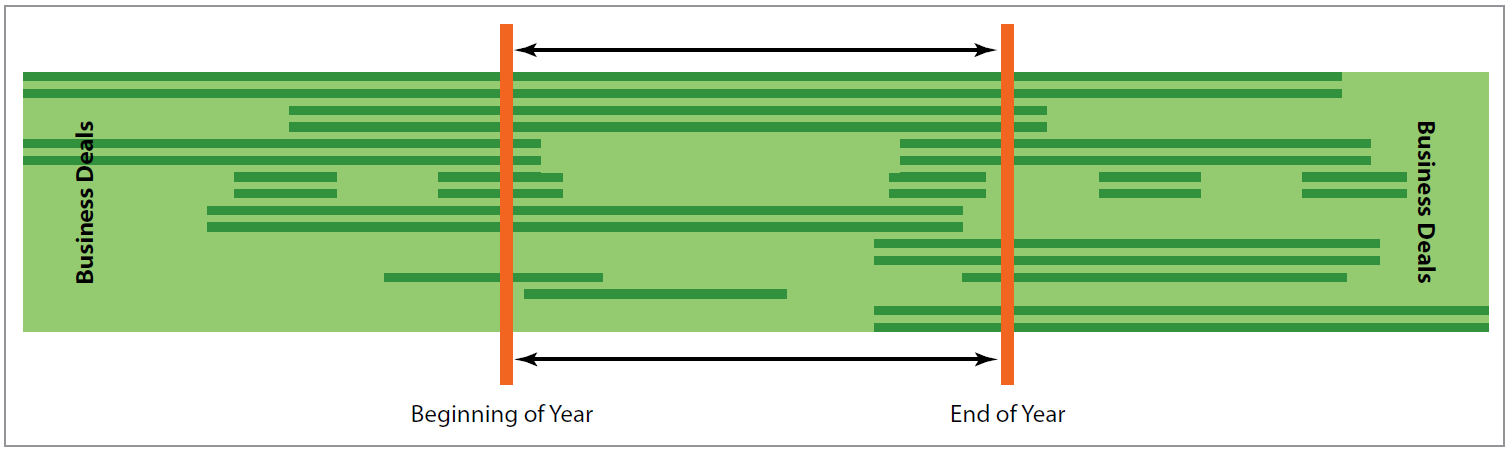 Business Deals
Business Deals
Beginning of Year
End of Year